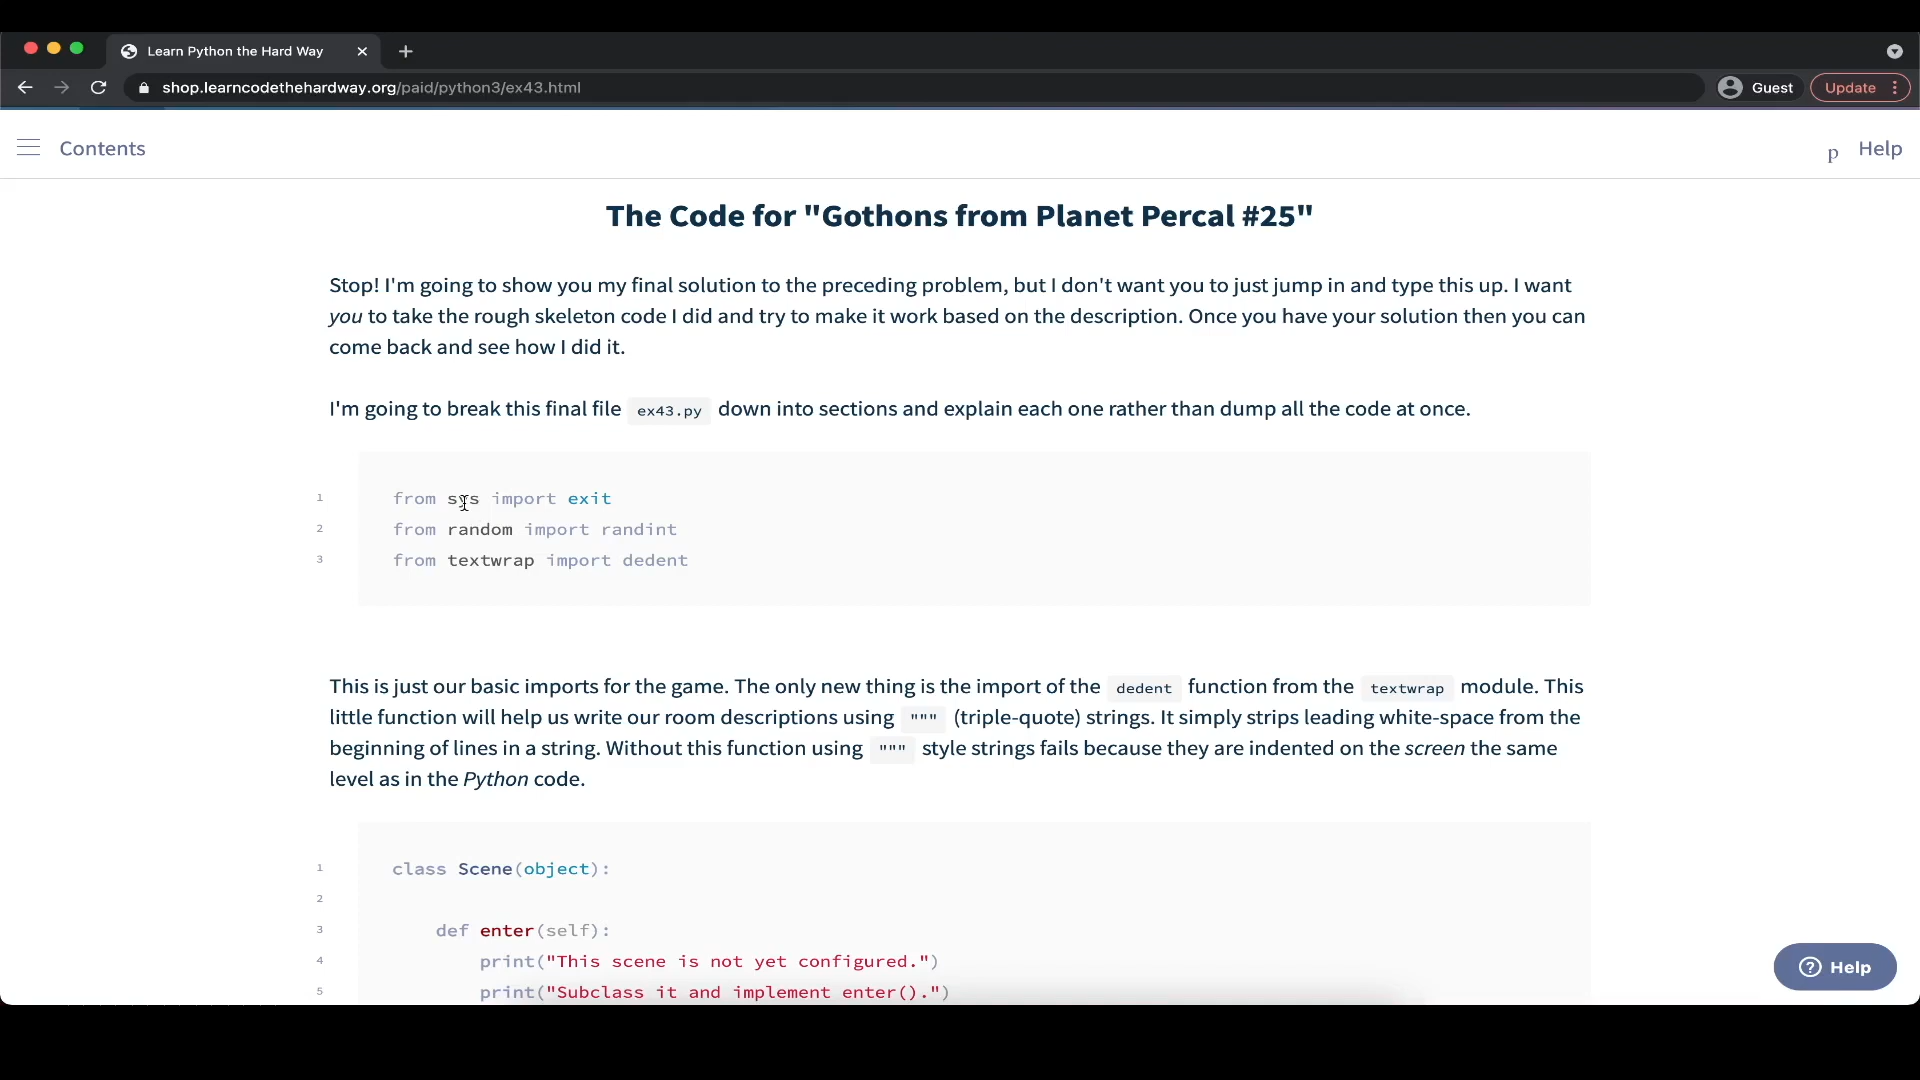 Learn Python the Hard Way
shop.learncodethehardway.org/paid/python3/ex43.html
Guest
Update
Contents
p
Help
The Code for "Gothons from Planet Percal #25"
Stop! I'm going to show you my final solution to the preceding problem, but I don't want you to just jump in and type this up. I want
you to take the rough skeleton code I did and try to make it work based on the description. Once you have your solution then you can
come back and see how I did it.
I'm going to break this final file ex43.py down into sections and explain each one rather than dump all the code at once.
1 from sys import exit
2 from random import randint
3 from textwrap import dedent
This is just our basic imports for the game. The only new thing is the import of the dedent function from the textwrap module. This
little function will help us write our room descriptions using """ (triple-quote) strings. It simply strips leading white-space from the
beginning of lines in a string. Without this function using """ style strings fails because they are indented on the screen the same
level as in the Python code.
1 class Scene(object):
2
3 def enter(self):
4 print("This scene is not yet configured.")
5 print("Subclass it and implement enter().")
Help